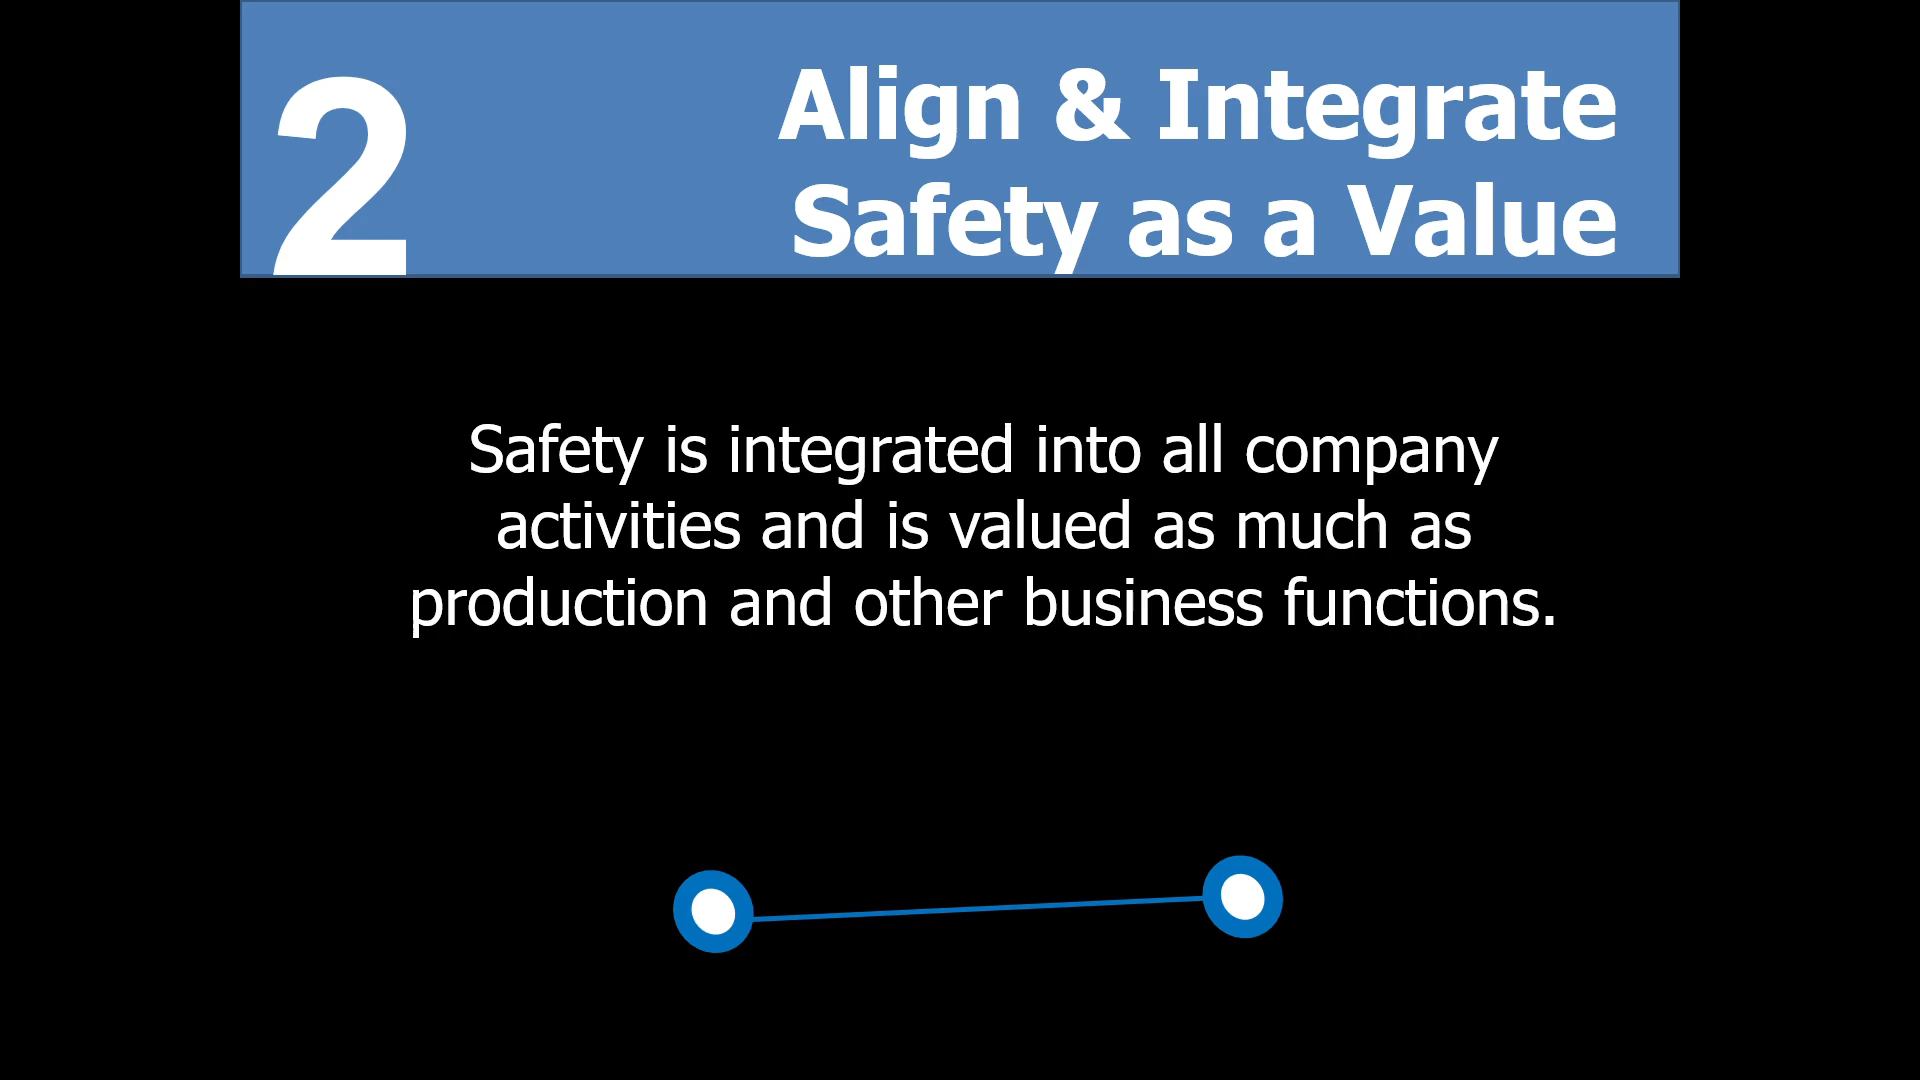 2
Align & Integrate
Safety as a Value
Safety is integrated into all company
activities and is valued as much as
production and other business functions.